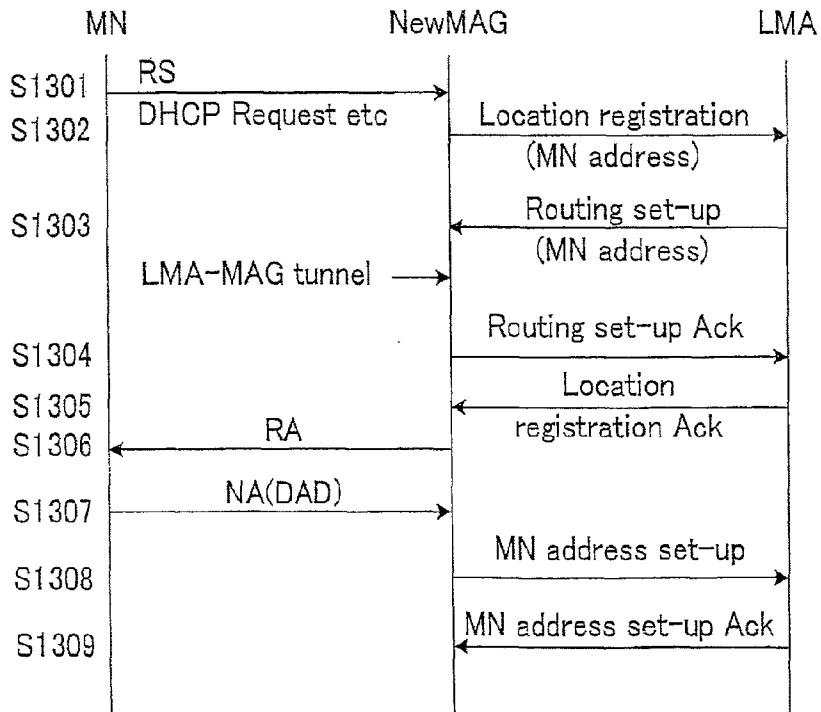 MN NewMAG LMA
S1301 RS
DHCP Request etc
S1302 Location registration
(MN address)
S1303 Routing set-up
(MN address)
LMA-MAG tunnel
Routing set-up Ack
S1304
S1305 Location
registration Ack
S1306 RA
NA(DAD)
S1307
MN address set-up
S1308
MN address set-up Ack
S1309